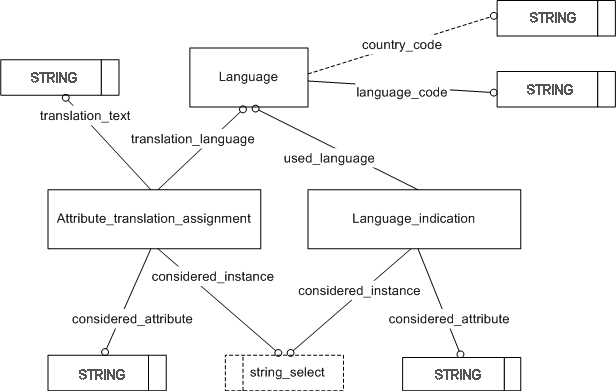 STRING
country_code
STRING
Language
STRING
language_code
translation_text
translation_language
used_language
Attribute_translation_assignment
Language_indication
considered_instance
considered_instance
considered_attribute
considered_attribute
STRING
string_select
STRING